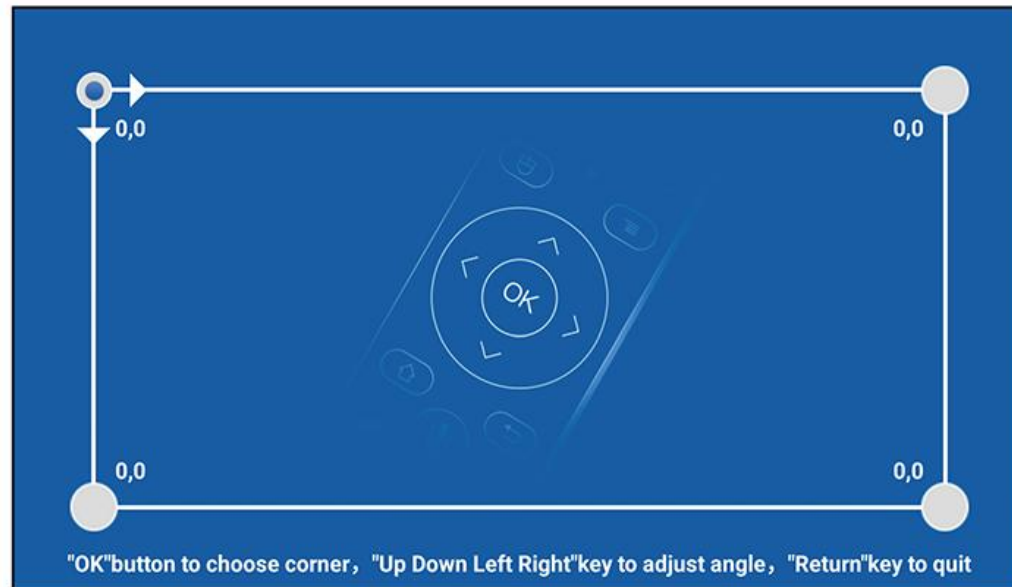 0,0 0,0
OK
0,0 0,0
"OK"button to choose corner，"Up Down Left Right"key to adjust angle，"Return"key to quit